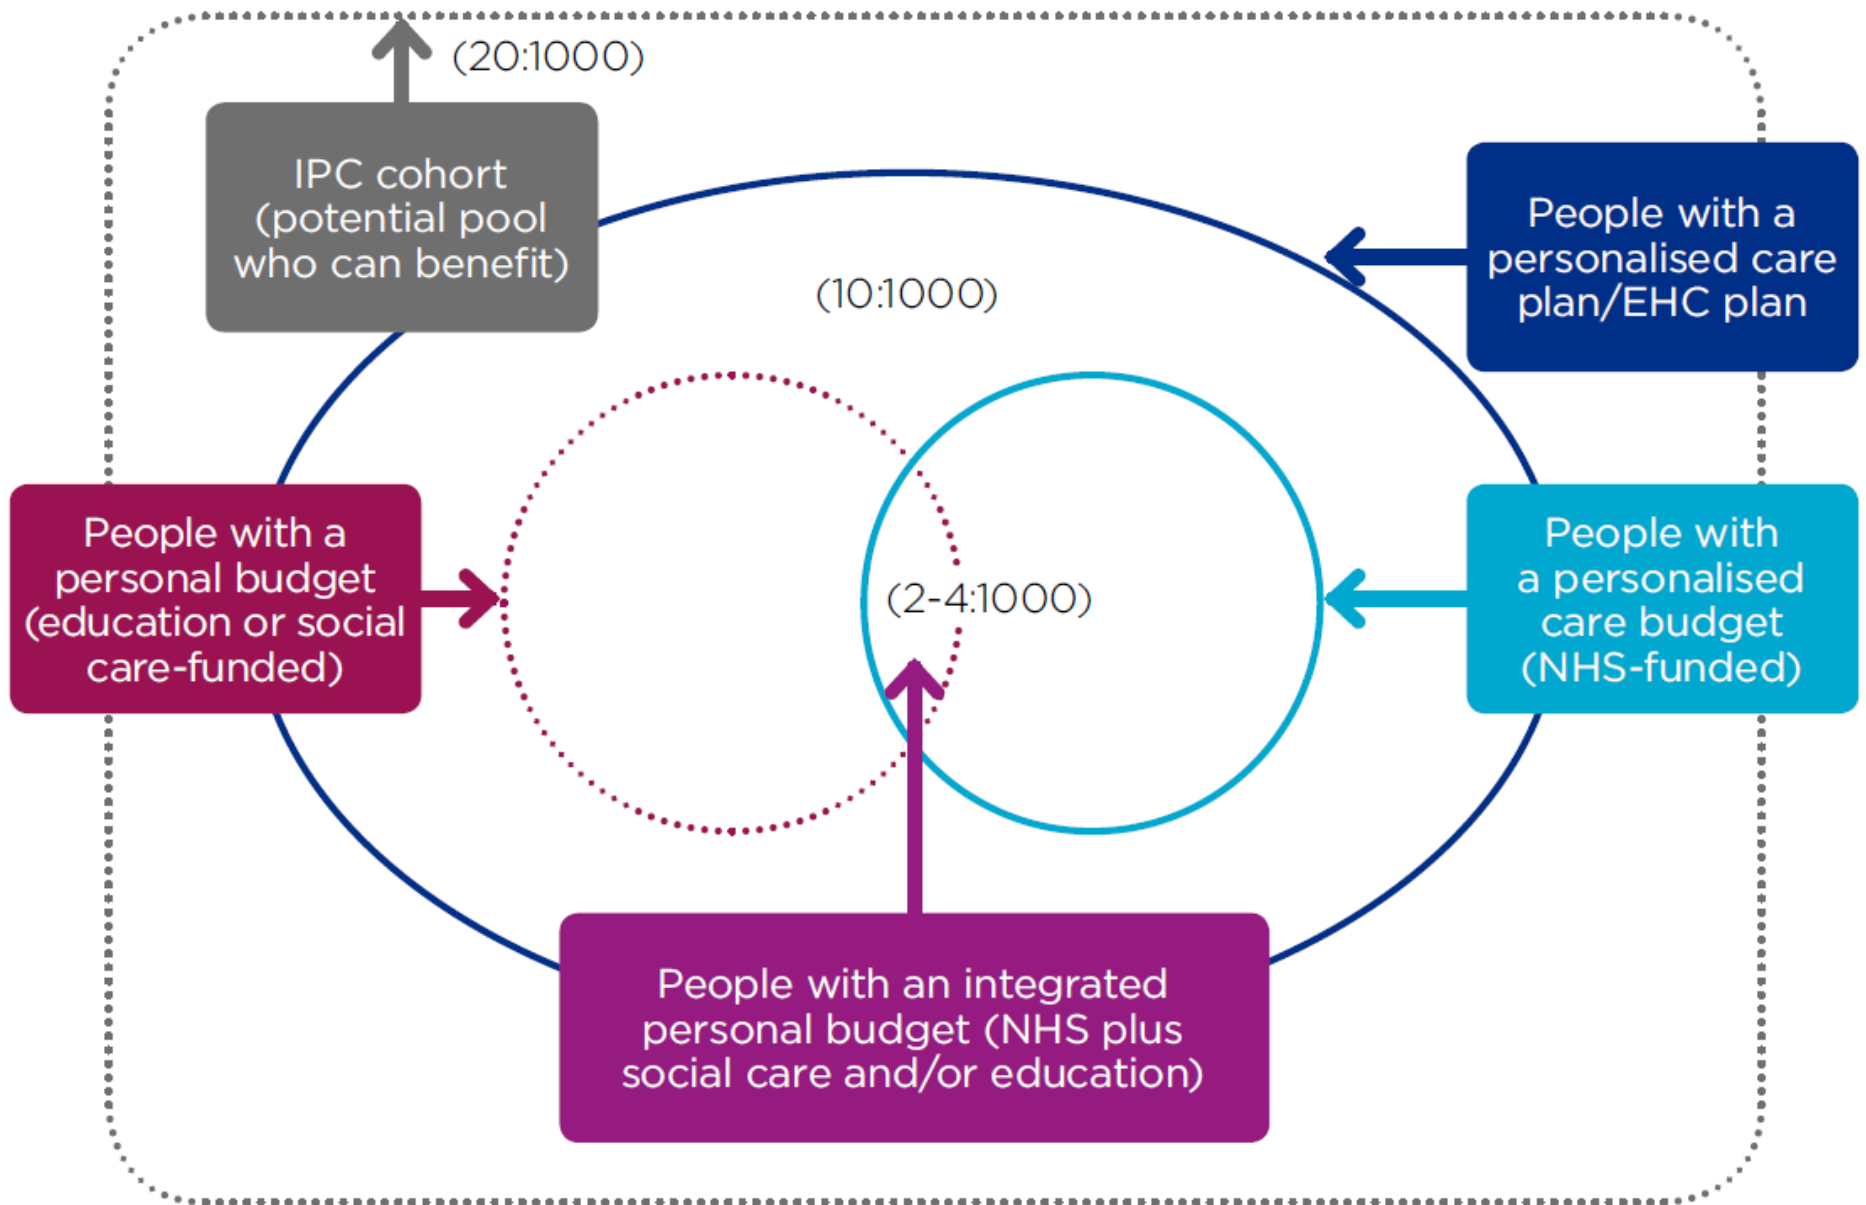 (20:1000)
IPC cohort
(potential pool
who can benefit)
People with a
personalised care
plan/EHC plan
(10:1000)
People with a
personal budget
(education or social
care-funded)
(2-4:1000)
People with
a personalised
care budget
(NHS-funded)
People with an integrated
personal budget (NHS plus
social care and/or education)